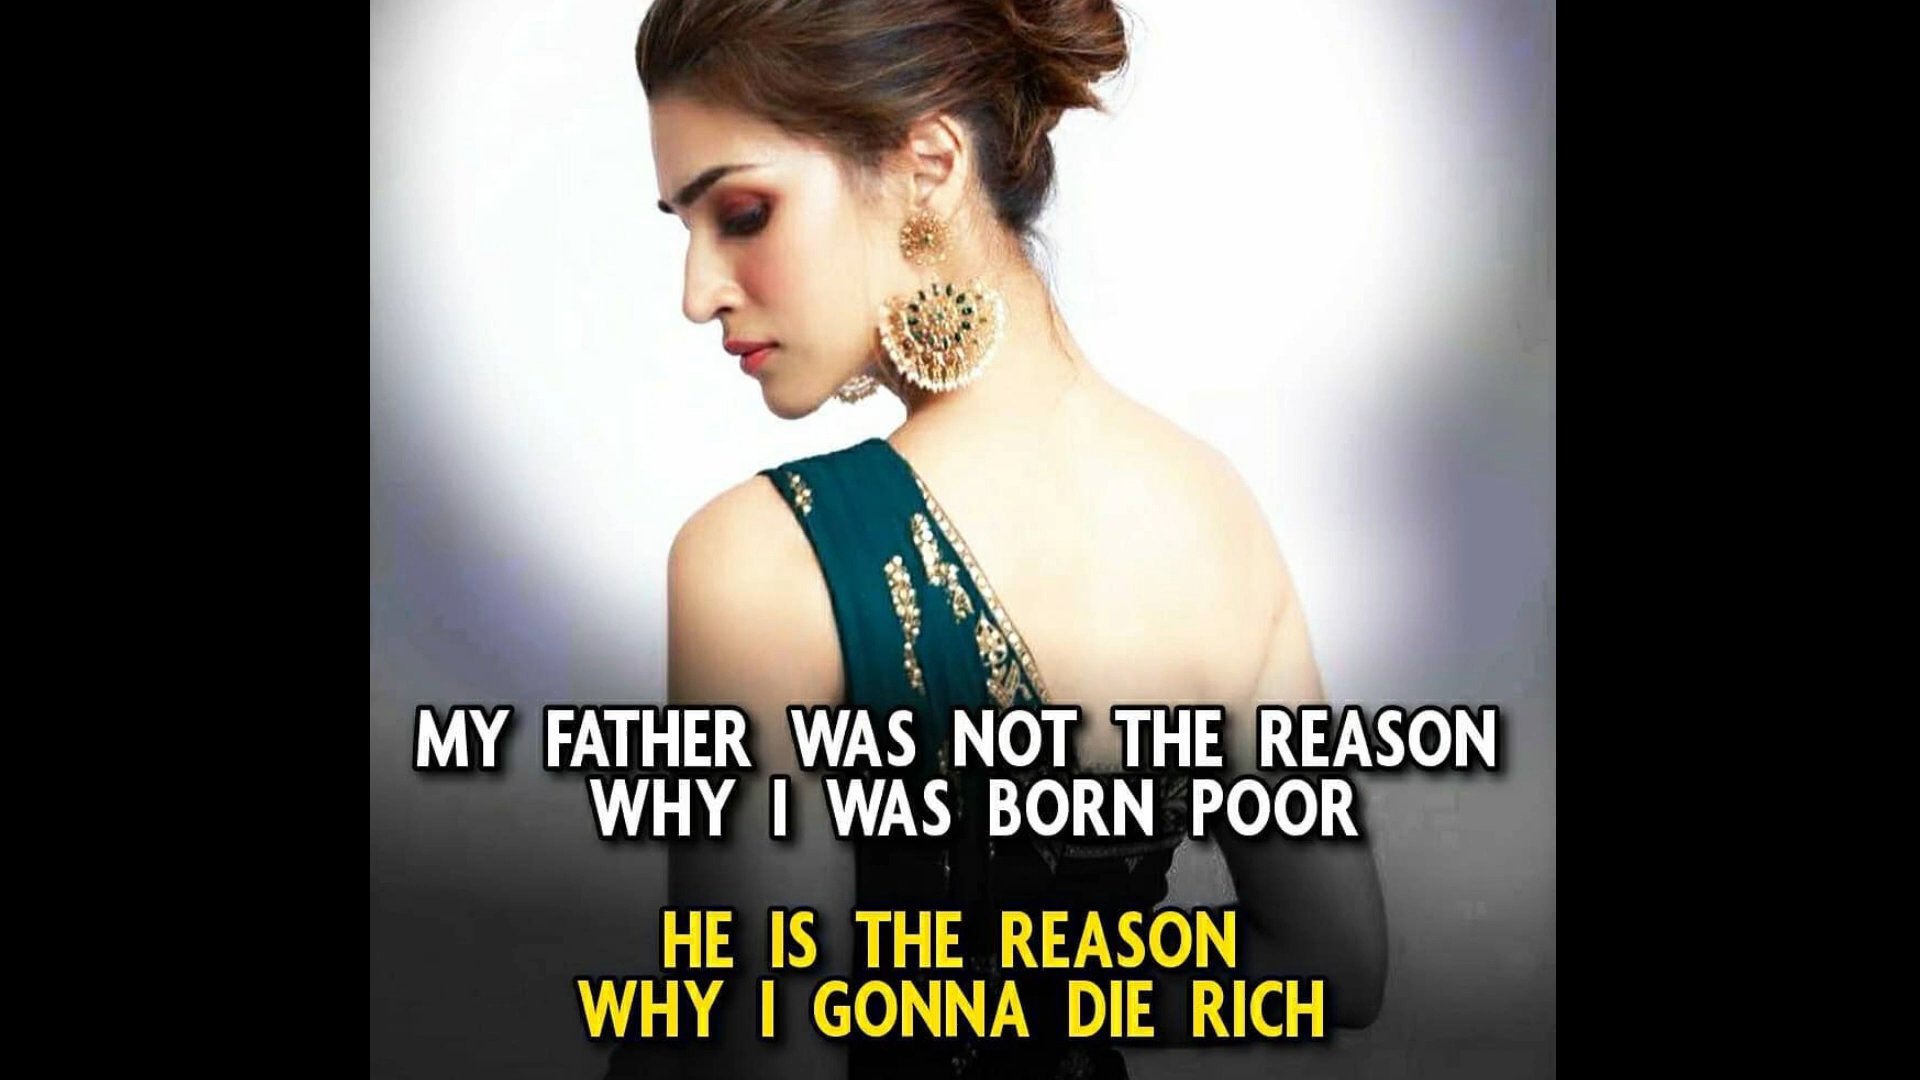 MY FATHER WAS NOT THE REASON
WHY I WAS BORN POOR
HE IS THE REASON
WHY I GONNA DIE RICH